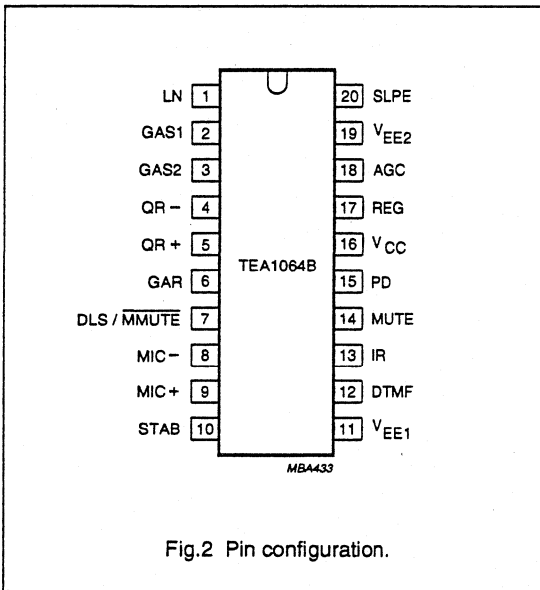 LN 1 20 SLPE
GAS1 2 19 VEE2
GAS2 3 18 AGC
QR − 4 17 REG
QR + 5 16 VCC
TEA1064B
GAR 6 15 PD
DLS / MMUTE 7 14 MUTE
MIC − 8 13 IR
MIC + 9 12 DTMF
STAB 10 11 VEE1
MBA433
Fig.2 Pin configuration.